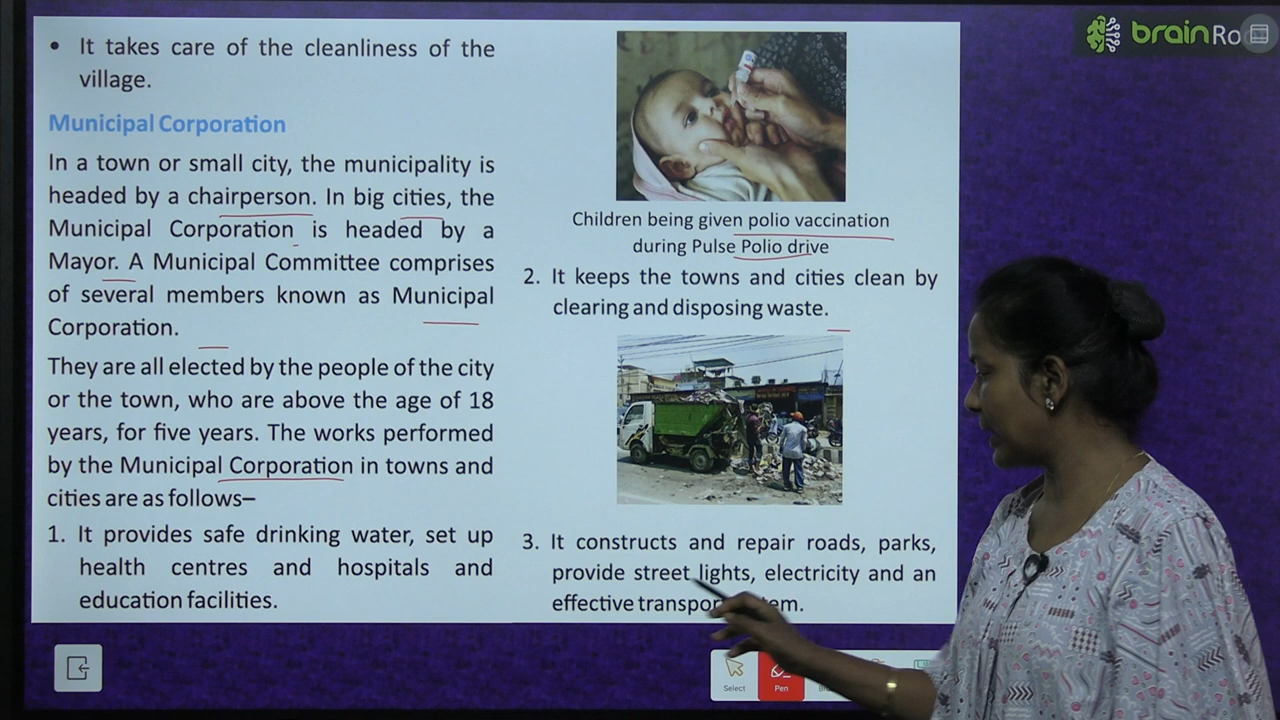 • It takes care of the cleanliness of the
village.
Municipal Corporation
In a town or small city, the municipality is
headed by a chairperson. In big cities, the
Municipal Corporation is headed by a
Mayor. A Municipal Committee comprises
of several members known as Municipal
Corporation.
They are all elected by the people of the city
or the town, who are above the age of 18
years, for five years. The works performed
by the Municipal Corporation in towns and
cities are as follows–
1. It provides safe drinking water, set up
health centres and hospitals and
education facilities.
Children being given polio vaccination
during Pulse Polio drive
2. It keeps the towns and cities clean by
clearing and disposing waste.
3. It constructs and repair roads, parks,
provide street lights, electricity and an
effective
brain Ro
Select
Pen